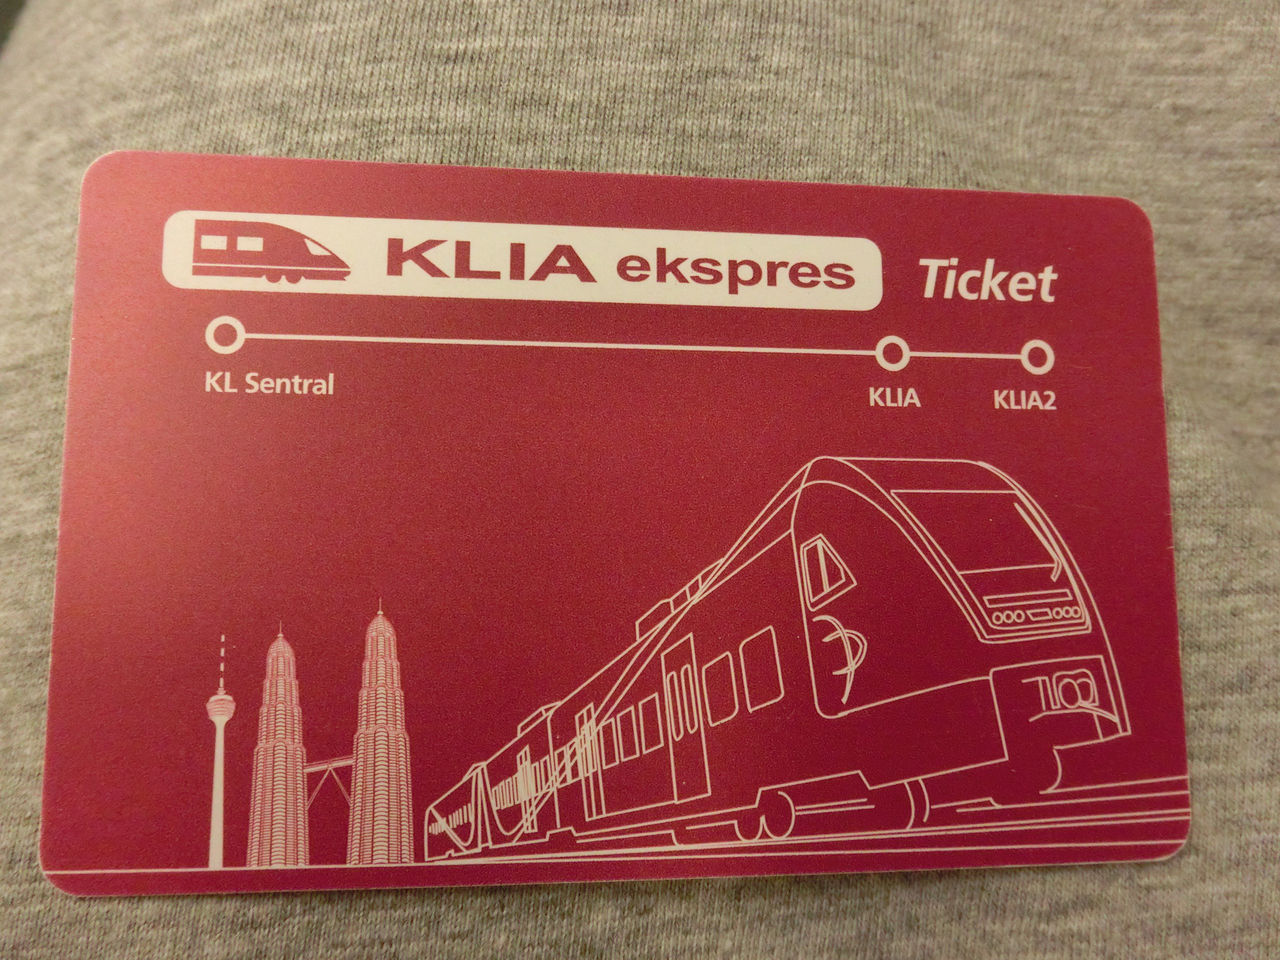 KLIA ekspres Ticket
KL Sentral KLIA KLIA2